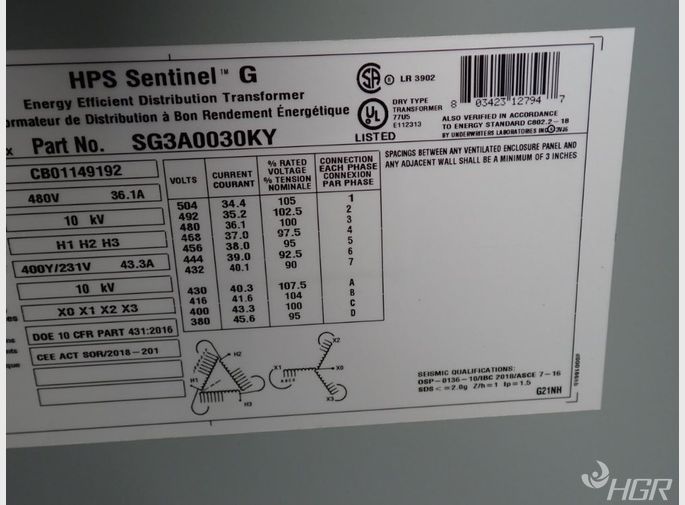 HPS Sentinel™ G
Energy Efficient Distribution Transformer
formateur de Distribution à Bon Rendement Énergétique
Part No. SG3A0030KY
LR 3902
UL
LISTED
DRY TYPE
TRANSFORMER
77U5
E112313
8 03423 12794 7
ALSO VERIFIED IN ACCORDANCE
TO ENERGY STANDARD C802.2-18
BY UNDERWRITERS LABORATORIES INC
SPACINGS BETWEEN ANY VENTILATED ENCLOSURE PANEL AND
ANY ADJACENT WALL SHALL BE A MINIMUM OF 3 INCHES
CB01149192
480V 36.1A
10 kV
H1 H2 H3
400Y/231V 43.3A
10 kV
X0 X1 X2 X3
DOE 10 CFR PART 431:2016
CEE ACT SOR/2018-201
VOLTS CURRENT COURANT % RATED VOLTAGE % TENSION NOMINALE CONNECTION EACH PHASE CONNEXION PAR PHASE
504 34.4 105 1
492 35.2 102.5 2
480 36.1 100 3
468 37.0 97.5 4
456 38.0 95 5
444 39.0 92.5 6
432 40.1 90 7
430 40.3 107.5 A
416 41.6 104 B
400 43.3 100 C
380 45.6 95 D
H1
H2
H3
X1
A B C D
X2
X0
X3
SEISMIC QUALIFICATIONS:
OSP-0136-10/IBC 2018/ASCE 7-16
SDS <= 2.0g Z/h=1 Ip=1.5
G21NH
HGR